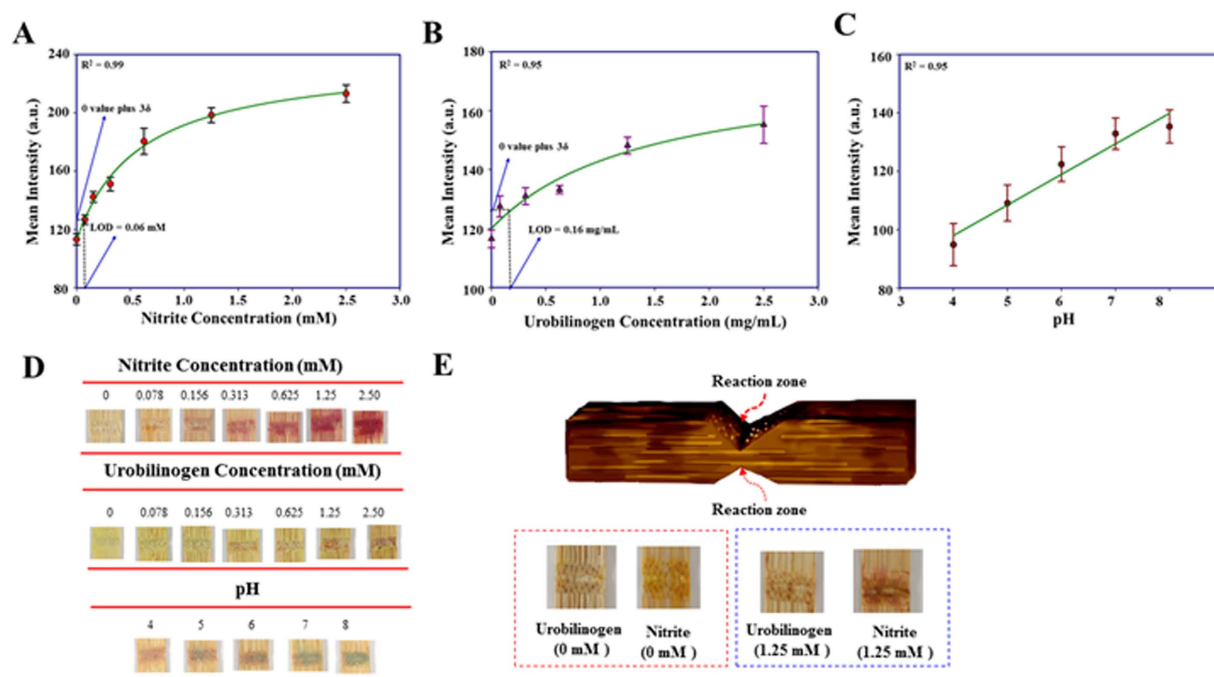 A
240
200
160
120
80
Mean Intensity (a.u.)
R² = 0.99
0 value plus 3δ
LOD = 0.06 mM
0 0.5 1.0 1.5 2.0 2.5 3.0
Nitrite Concentration (mM)
B
180
160
140
120
100
Mean Intensity (a.u.)
R² = 0.95
0 value plus 3δ
LOD = 0.16 mg/mL
0 0.5 1.0 1.5 2.0 2.5 3.0
Urobilinogen Concentration (mg/mL)
C
160
140
120
100
80
Mean Intensity (a.u.)
R² = 0.95
3 4 5 6 7 8
pH
D
Nitrite Concentration (mM)
0 0.078 0.156 0.313 0.625 1.25 2.50
Urobilinogen Concentration (mM)
0 0.078 0.156 0.313 0.625 1.25 2.50
pH
4 5 6 7 8
E
Reaction zone
Reaction zone
Urobilinogen
(0 mM )
Nitrite
(0 mM)
Urobilinogen
(1.25 mM )
Nitrite
(1.25 mM )